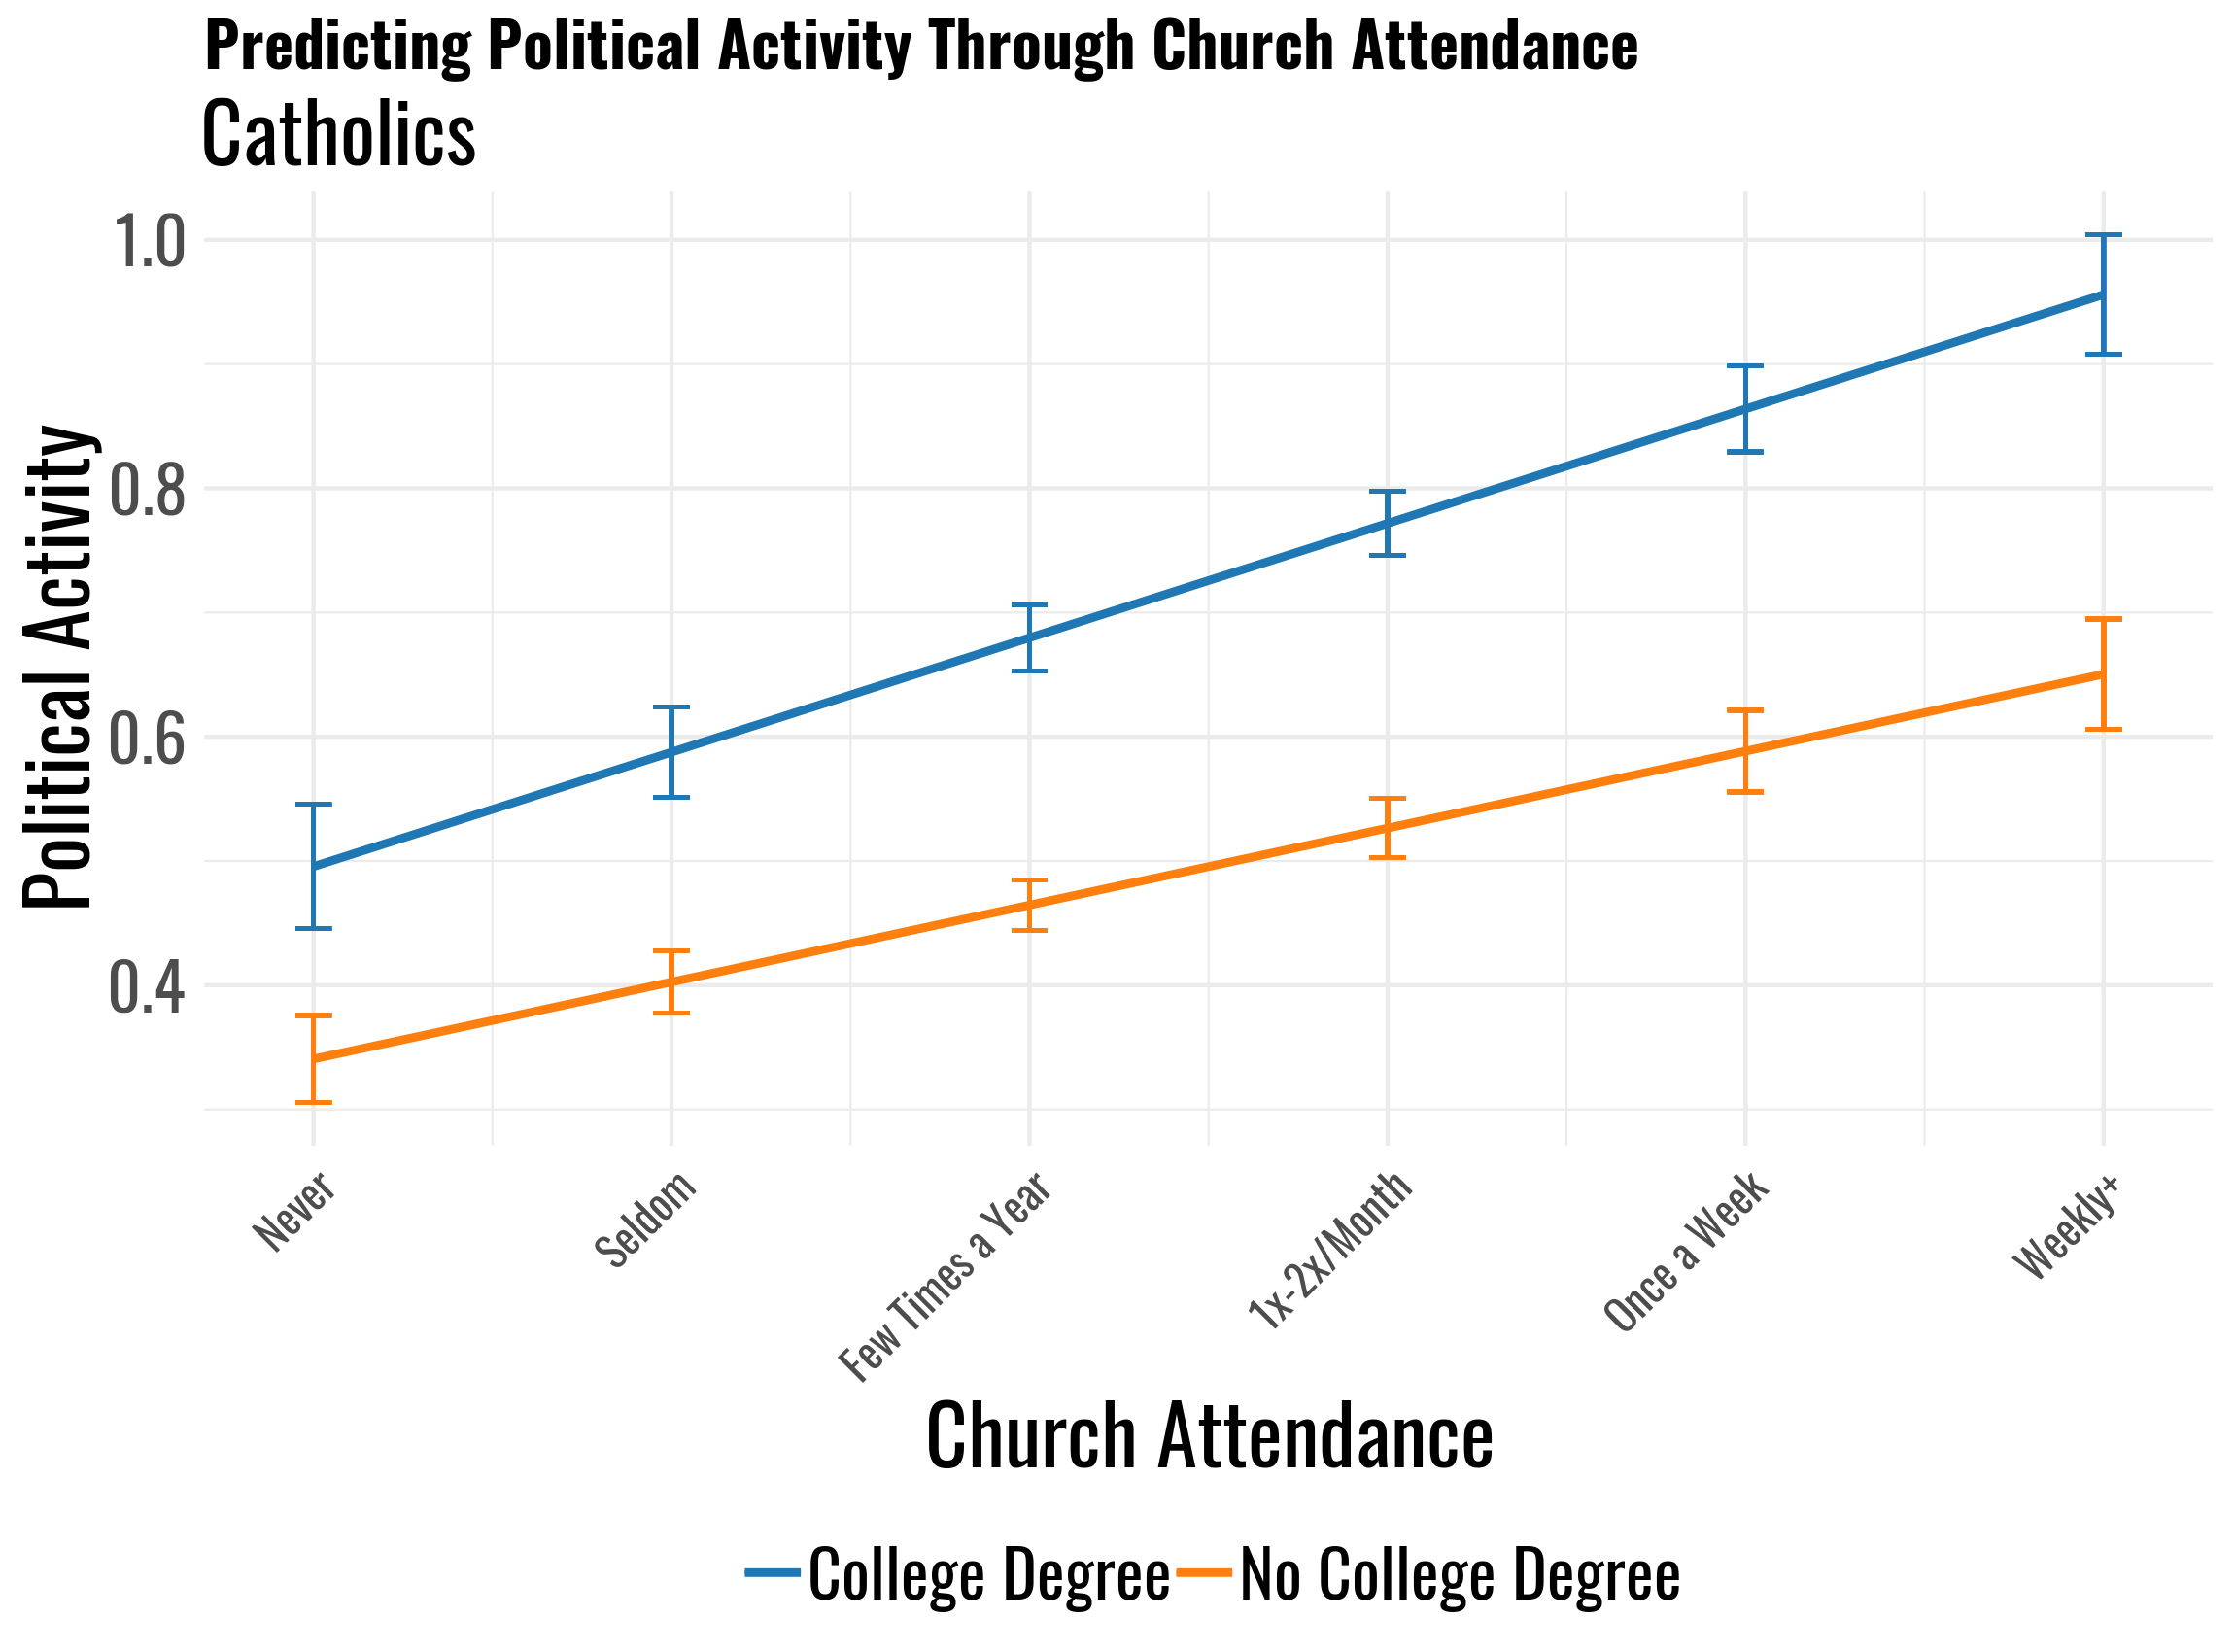 Predicting Political Activity Through Church Attendance
Catholics
Political Activity
1.0
0.8
0.6
0.4
Never
Seldom
Few Times a Year
1x-2x/Month
Once a Week
Weekly+
Church Attendance
College Degree No College Degree